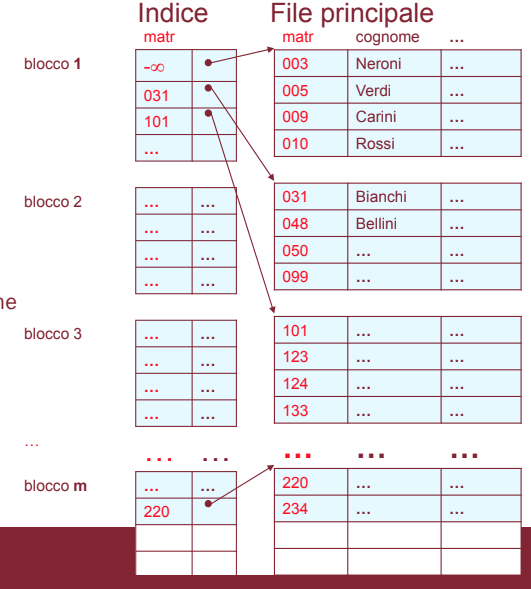 Indice File principale
matr matr cognome …
blocco 1 -∞ 003 Neroni …
031 005 Verdi …
101 009 Carini …
… 010 Rossi …
blocco 2 … … 031 Bianchi …
… … 048 Bellini …
… … 050 … …
… … 099 … …
ne
blocco 3 … … 101 … …
… … 123 … …
… … 124 … …
… … 133 … …
… … … … … …
blocco m … … 220 … …
220 234 … …